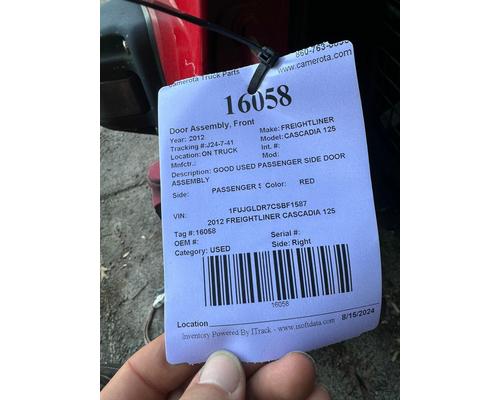 Camerota Truck Parts
www.camerota.com
16058
Door Assembly, Front
Year: 2012 Make: FREIGHTLINER
Tracking #:J24-7-41 Model: CASCADIA 125
Location: ON TRUCK Int. #:
Mnfctr.: Mod:
Description: GOOD USED PASSENGER SIDE DOOR
ASSEMBLY
Side: PASSENGER S Color: RED
VIN: 1FUJGLDR7CSBF1587
2012 FREIGHTLINER CASCADIA 125
Tag #: 16058 Serial #:
OEM #: Side: Right
Category: USED
16058
Location
Inventory Powered By ITrack - www.isoftdata.com 8/15/2024